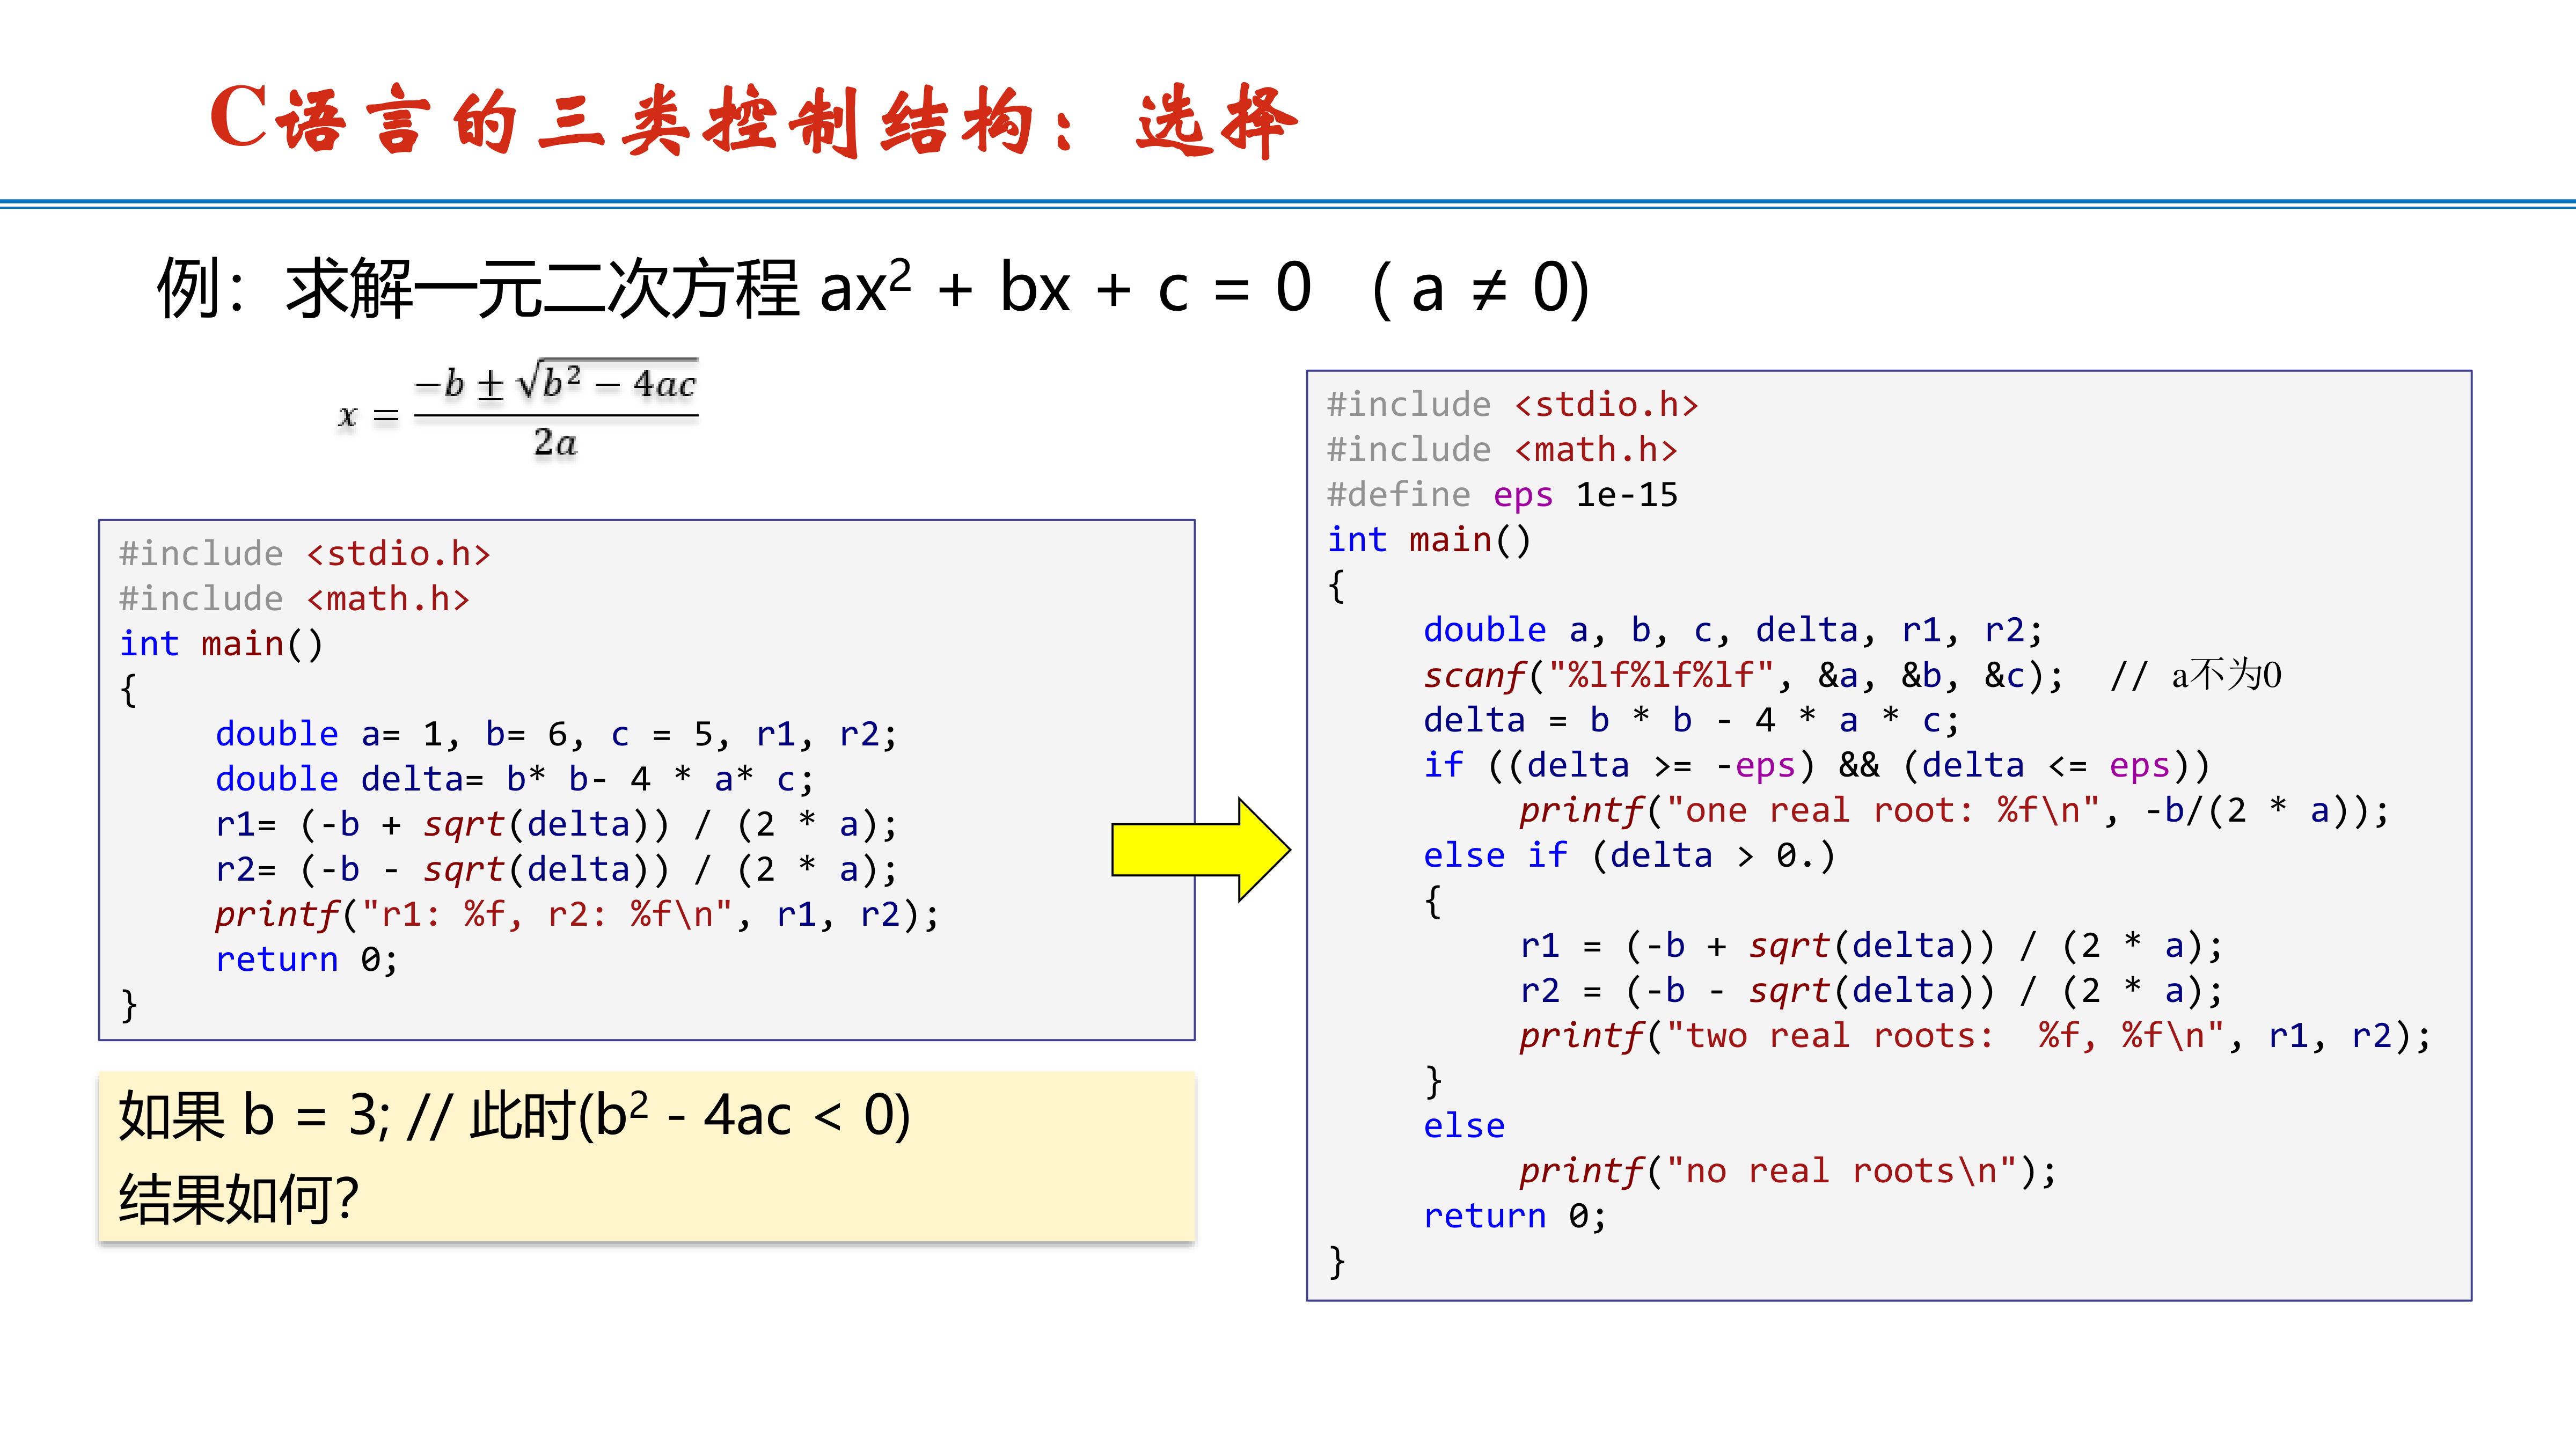 C语言的三类控制结构：选择
例：求解一元二次方程 ax² + bx + c = 0 ( a ≠ 0)
x = \frac{-b ± \sqrt{b² − 4ac}}{2a}
#include <stdio.h>
#include <math.h>
int main()
{
double a= 1, b= 6, c = 5, r1, r2;
double delta= b* b- 4 * a* c;
r1= (-b + sqrt(delta)) / (2 * a);
r2= (-b - sqrt(delta)) / (2 * a);
printf("r1: %f, r2: %f\n", r1, r2);
return 0;
}
如果 b = 3; // 此时(b² - 4ac < 0)
结果如何?
#include <stdio.h>
#include <math.h>
#define eps 1e-15
int main()
{
double a, b, c, delta, r1, r2;
scanf("%lf%lf%lf", &a, &b, &c);  // a不为0
delta = b * b - 4 * a * c;
if ((delta >= -eps) && (delta <= eps))
printf("one real root: %f\n", -b/(2 * a));
else if (delta > 0.)
{
r1 = (-b + sqrt(delta)) / (2 * a);
r2 = (-b - sqrt(delta)) / (2 * a);
printf("two real roots:  %f, %f\n", r1, r2);
}
else
printf("no real roots\n");
return 0;
}